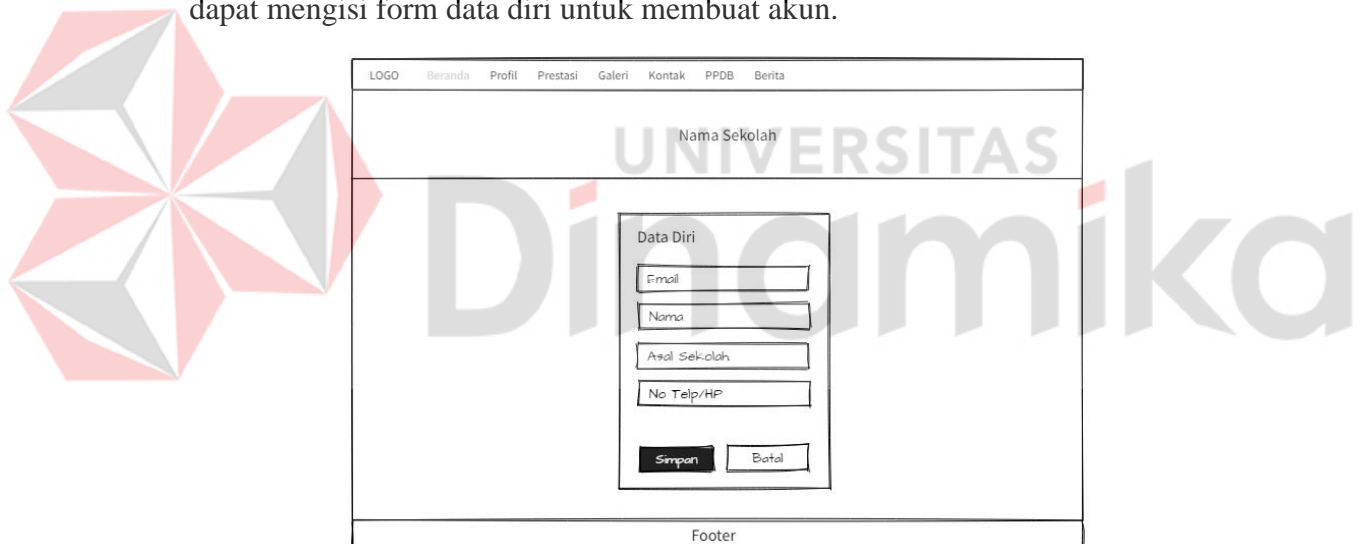 dapat mengisi form data diri untuk membuat akun.
LOGO Beranda Profil Prestasi Galeri Kontak PPDB Berita
Nama Sekolah
UNIVERSITAS
Dinamika
Data Diri
Email
Nama
Asal Sekolah
No Telp/HP
Simpan Batal
Footer